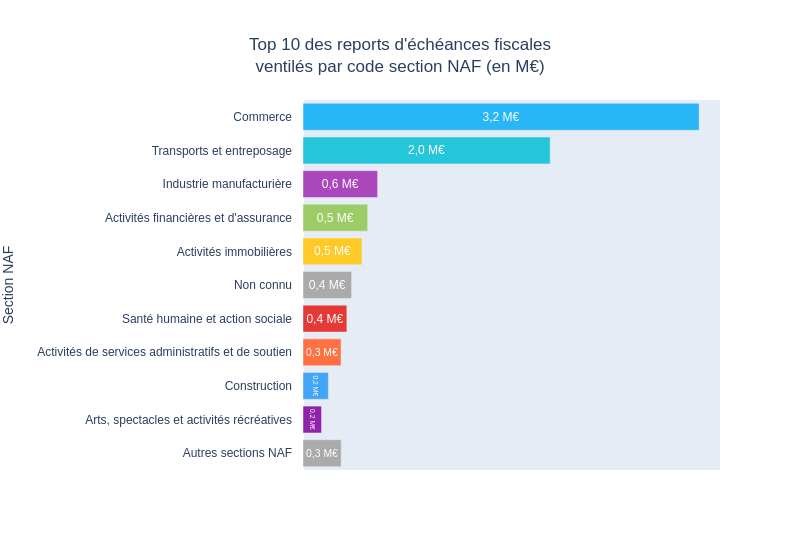 Top 10 des reports d'échéances fiscales
ventilés par code section NAF (en M€)
Section NAF
Commerce 3,2 M€
Transports et entreposage 2,0 M€
Industrie manufacturière 0,6 M€
Activités financières et d'assurance 0,5 M€
Activités immobilières 0,5 M€
Non connu 0,4 M€
Santé humaine et action sociale 0,4 M€
Activités de services administratifs et de soutien 0,3 M€
Construction 0,2 M€
Arts, spectacles et activités récréatives 0,2 M€
Autres sections NAF 0,3 M€